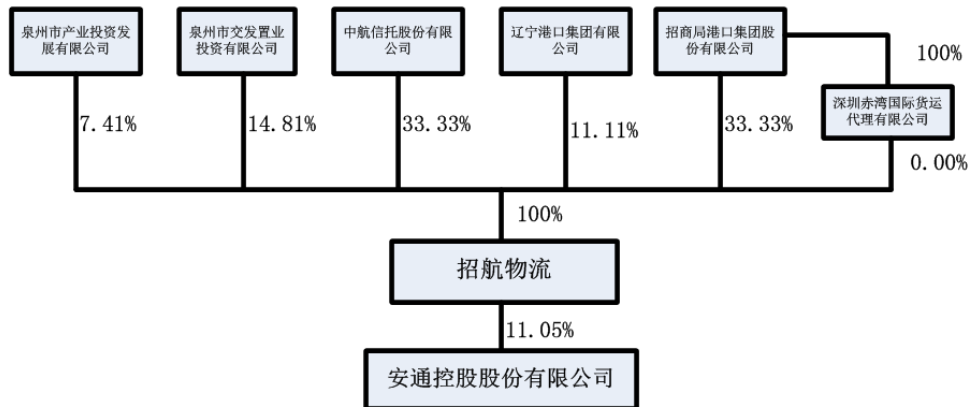 泉州市产业投资发
展有限公司
泉州市交发置业
投资有限公司
中航信托股份有限
公司
辽宁港口集团有限
公司
招商局港口集团股
份有限公司
100%
深圳赤湾国际货运
代理有限公司
7.41%
14.81%
33.33%
11.11%
33.33%
0.00%
100%
招航物流
11.05%
安通控股股份有限公司